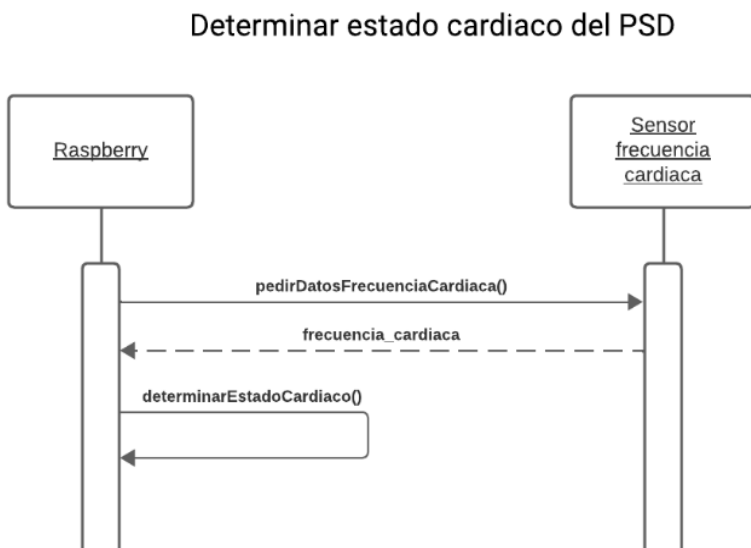 Determinar estado cardiaco del PSD
Raspberry
Sensor
frecuencia
cardiaca
pedirDatosFrecuenciaCardiaca()
frecuencia_cardiaca
determinarEstadoCardiaco()